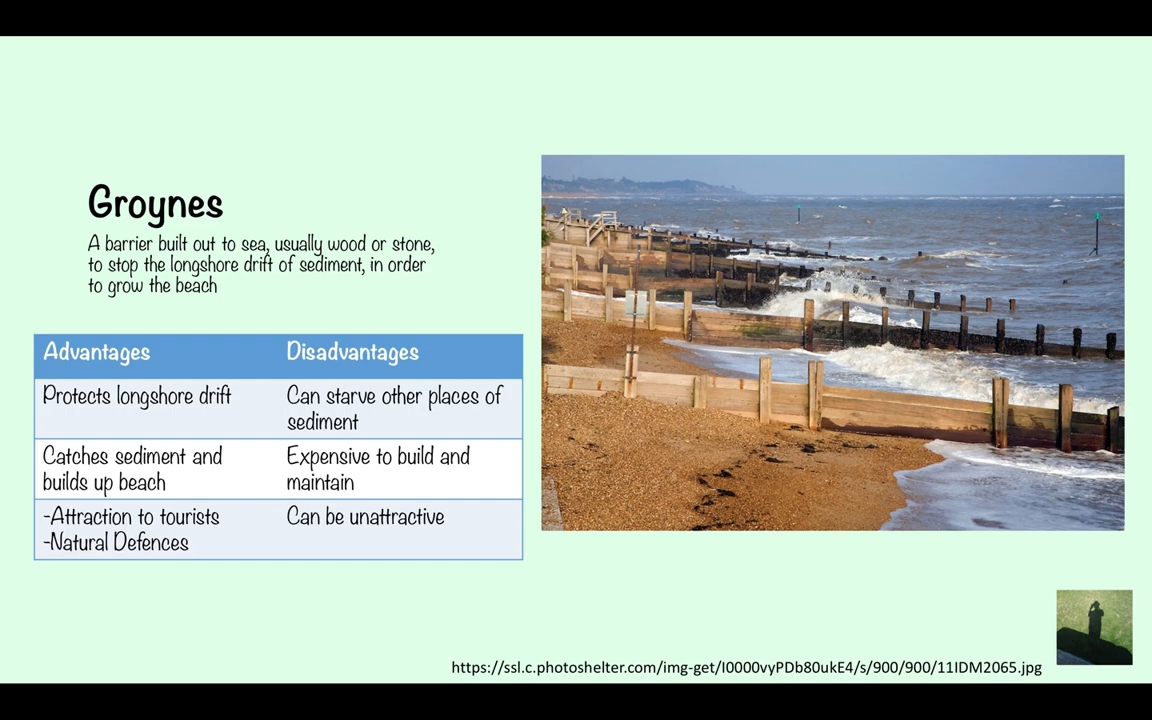 Groynes
A barrier built out to sea, usually wood or stone,
to stop the longshore drift of sediment, in order
to grow the beach
Advantages
Disadvantages
Protects longshore drift
Can starve other places of
sediment
Catches sediment and
builds up beach
Expensive to build and
maintain
-Attraction to tourists
-Natural Defences
Can be unattractive
https://ssl.c.photoshelter.com/img-get/I0000vyPDb80ukE4/s/900/900/11IDM2065.jpg